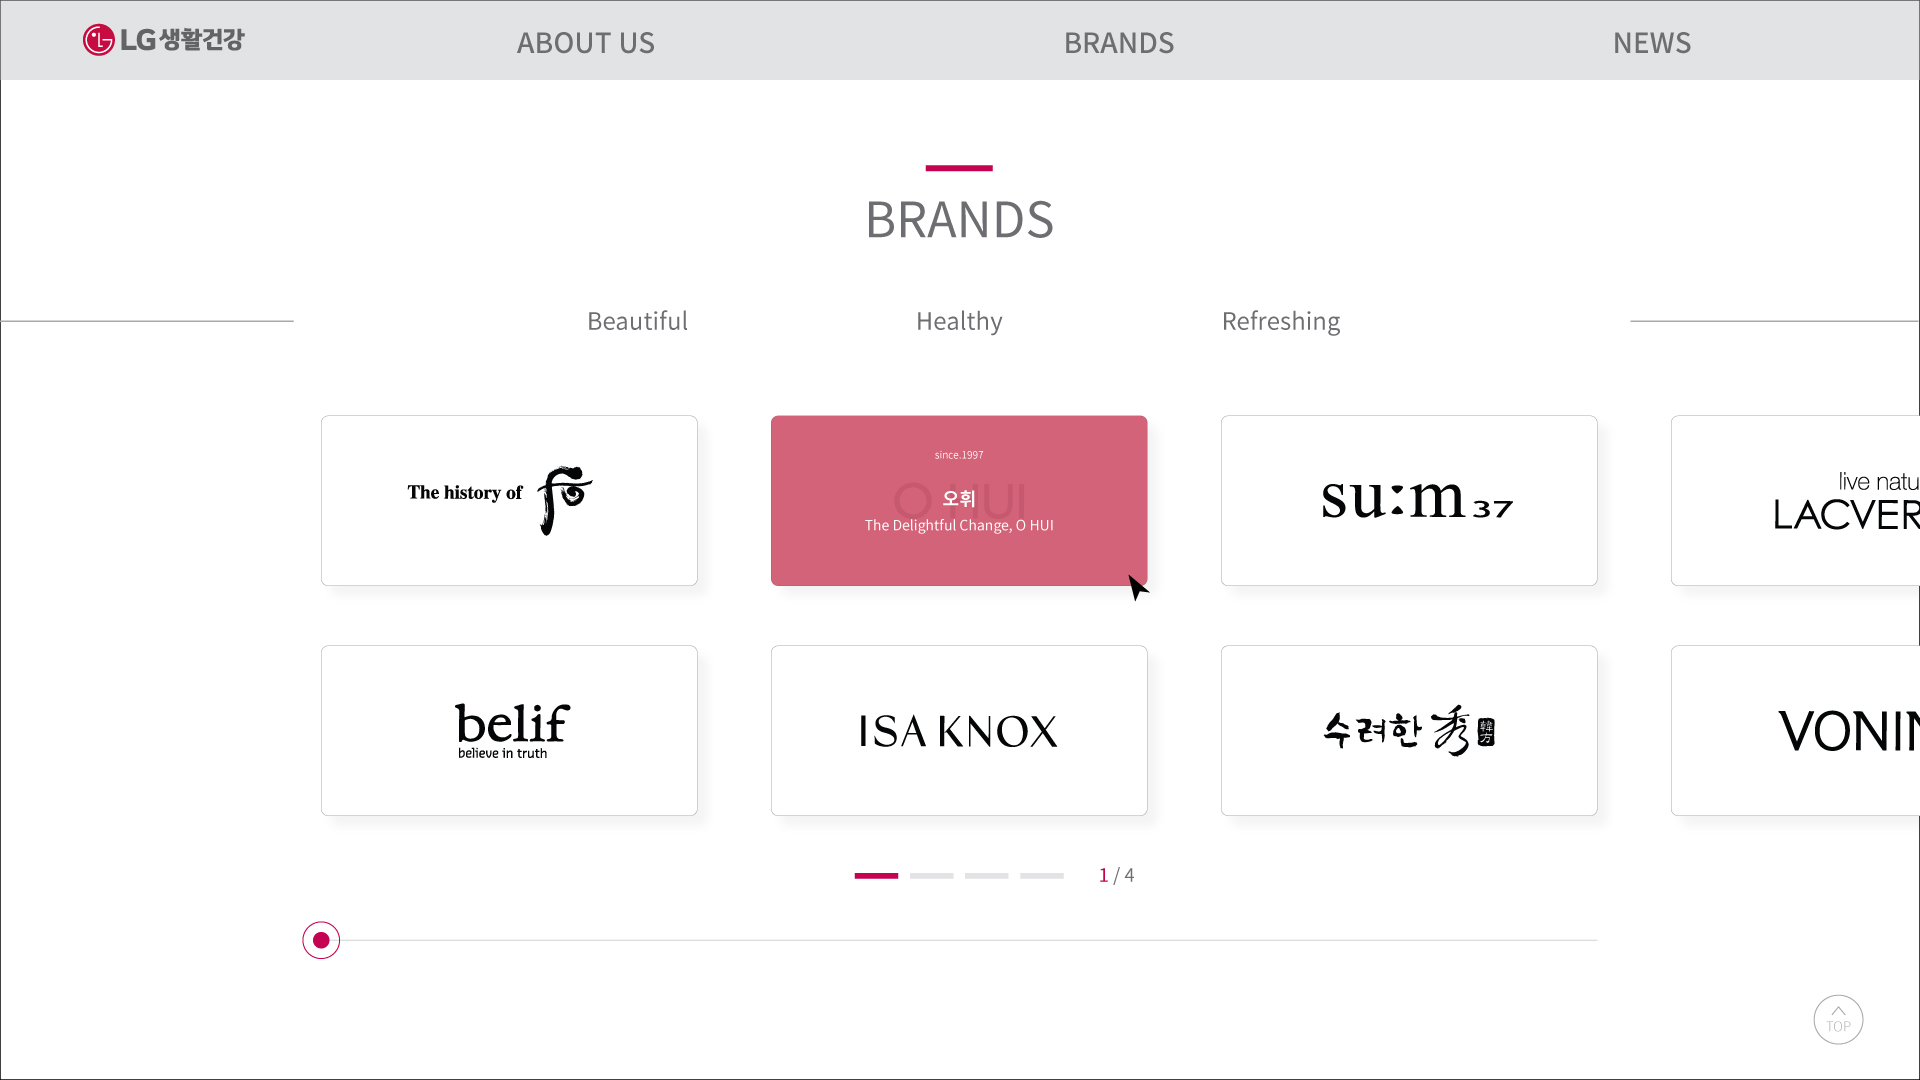 LG생활건강
ABOUT US
BRANDS
NEWS
BRANDS
Beautiful
Healthy
Refreshing
The history of 后
since.1997
O HUI
오휘
The Delightful Change, O HUI
su:m37
live natu
LACVER
belif
believe in truth
ISA KNOX
수려한 秀 韓方
VONIN
1 / 4
TOP